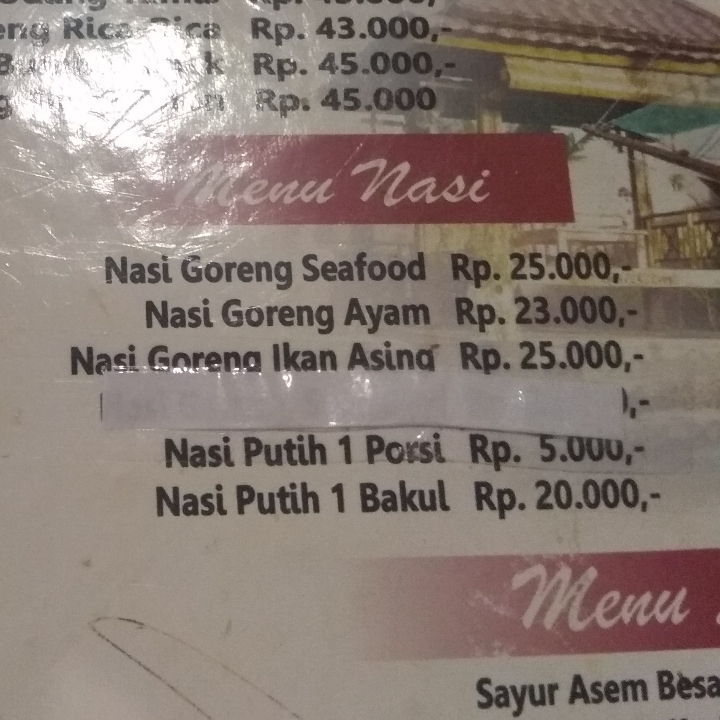 Rp. 43.000,-
Rp. 45.000,-
Rp. 45.000
Menu Nasi
Nasi Goreng Seafood Rp. 25.000,-
Nasi Goreng Ayam Rp. 23.000,-
Nasi Goreng Ikan Asing Rp. 25.000,-
Nasi Putih 1 Porsi Rp. 5.000,-
Nasi Putih 1 Bakul Rp. 20.000,-
Menu
Sayur Asem Besa